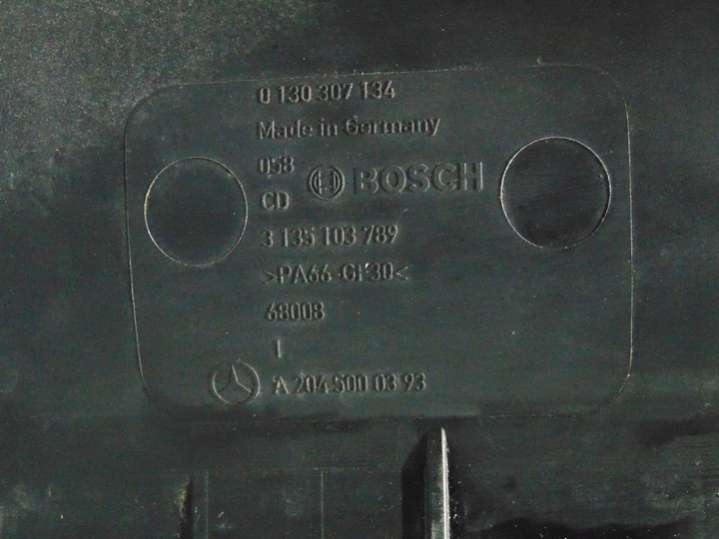 0 130 307 134
Made in Germany
058
BOSCH
CD
3 135 103 789
>PA66-GF30<
68008
I
A 204 500 03 93